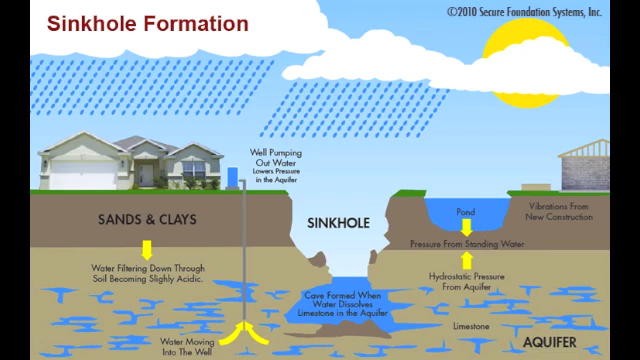 ©2010 Secure Foundation Systems, Inc.
Sinkhole Formation
Well Pumping
Out Water
Lowers Pressure
in the Aquifer
SANDS & CLAYS
SINKHOLE
Pond
Vibrations From
New Construction
Pressure From Standing Water
Water Filtering Down Through
Soil Becoming Slighly Acidic.
Hydrostatic Pressure
From Aquifer
Cave Formed When
Water Dissolves
Limestone in the Aquifer
Limestone
Water Moving
Into The Well
AQUIFER